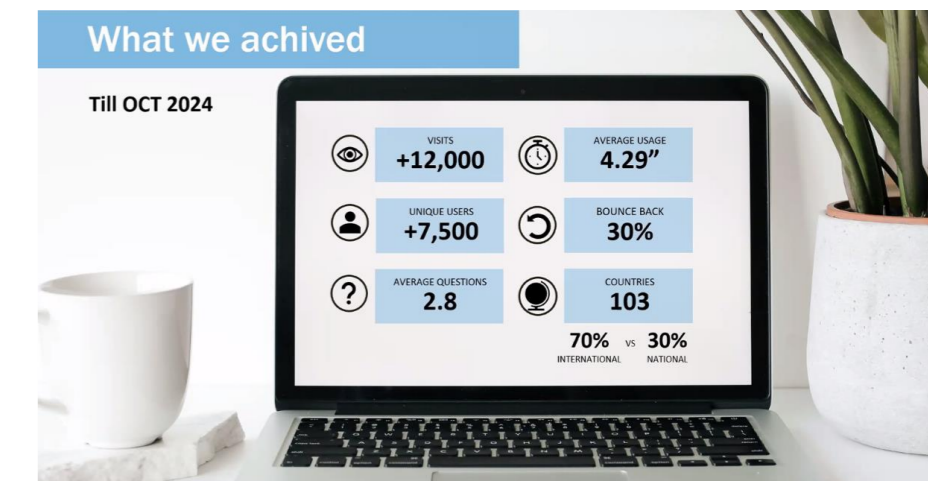 What we achived
Till OCT 2024
VISITS
+12,000
AVERAGE USAGE
4.29”
UNIQUE USERS
+7,500
BOUNCE BACK
30%
AVERAGE QUESTIONS
2.8
COUNTRIES
103
70% VS 30%
INTERNATIONAL NATIONAL